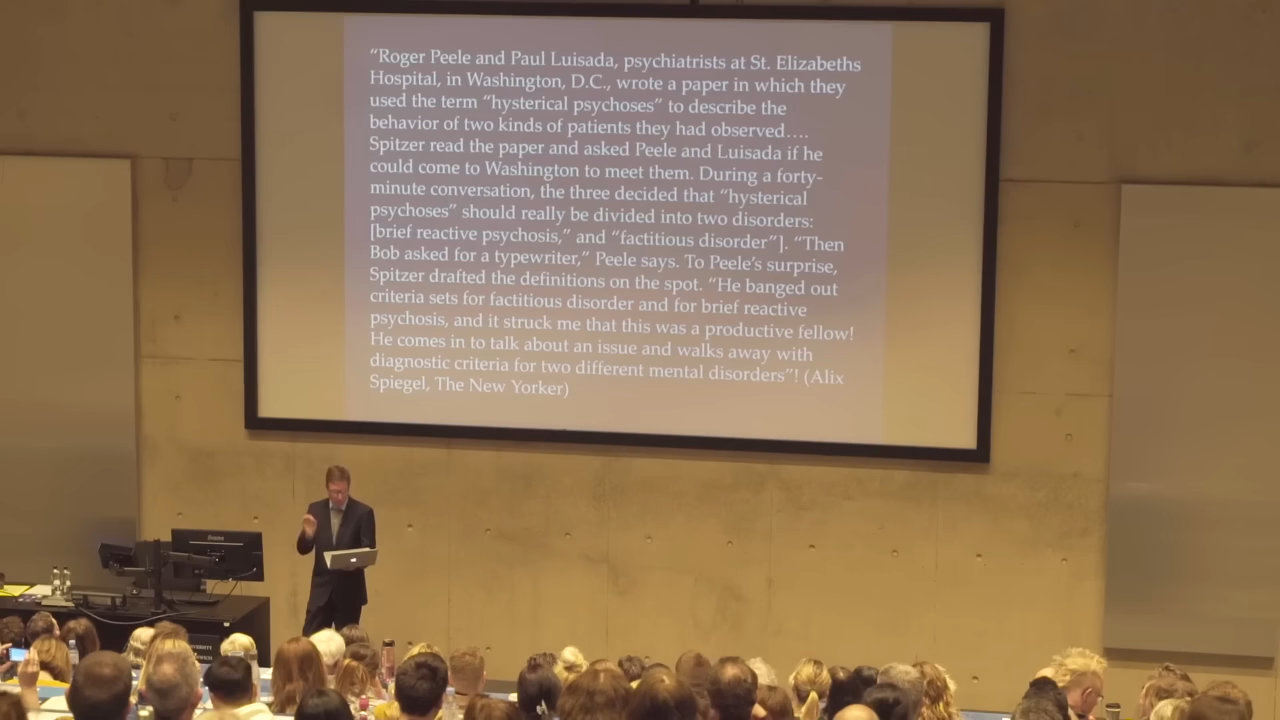 “Roger Peele and Paul Luisada, psychiatrists at St. Elizabeths
Hospital, in Washington, D.C., wrote a paper in which they
used the term “hysterical psychoses” to describe the
behavior of two kinds of patients they had observed….
Spitzer read the paper and asked Peele and Luisada if he
could come to Washington to meet them. During a forty-
minute conversation, the three decided that “hysterical
psychoses” should really be divided into two disorders:
[brief reactive psychosis,” and “factitious disorder”]. “Then
Bob asked for a typewriter,” Peele says. To Peele’s surprise,
Spitzer drafted the definitions on the spot. “He banged out
criteria sets for factitious disorder and for brief reactive
psychosis, and it struck me that this was a productive fellow!
He comes in to talk about an issue and walks away with
diagnostic criteria for two different mental disorders”! (Alix
Spiegel, The New Yorker)